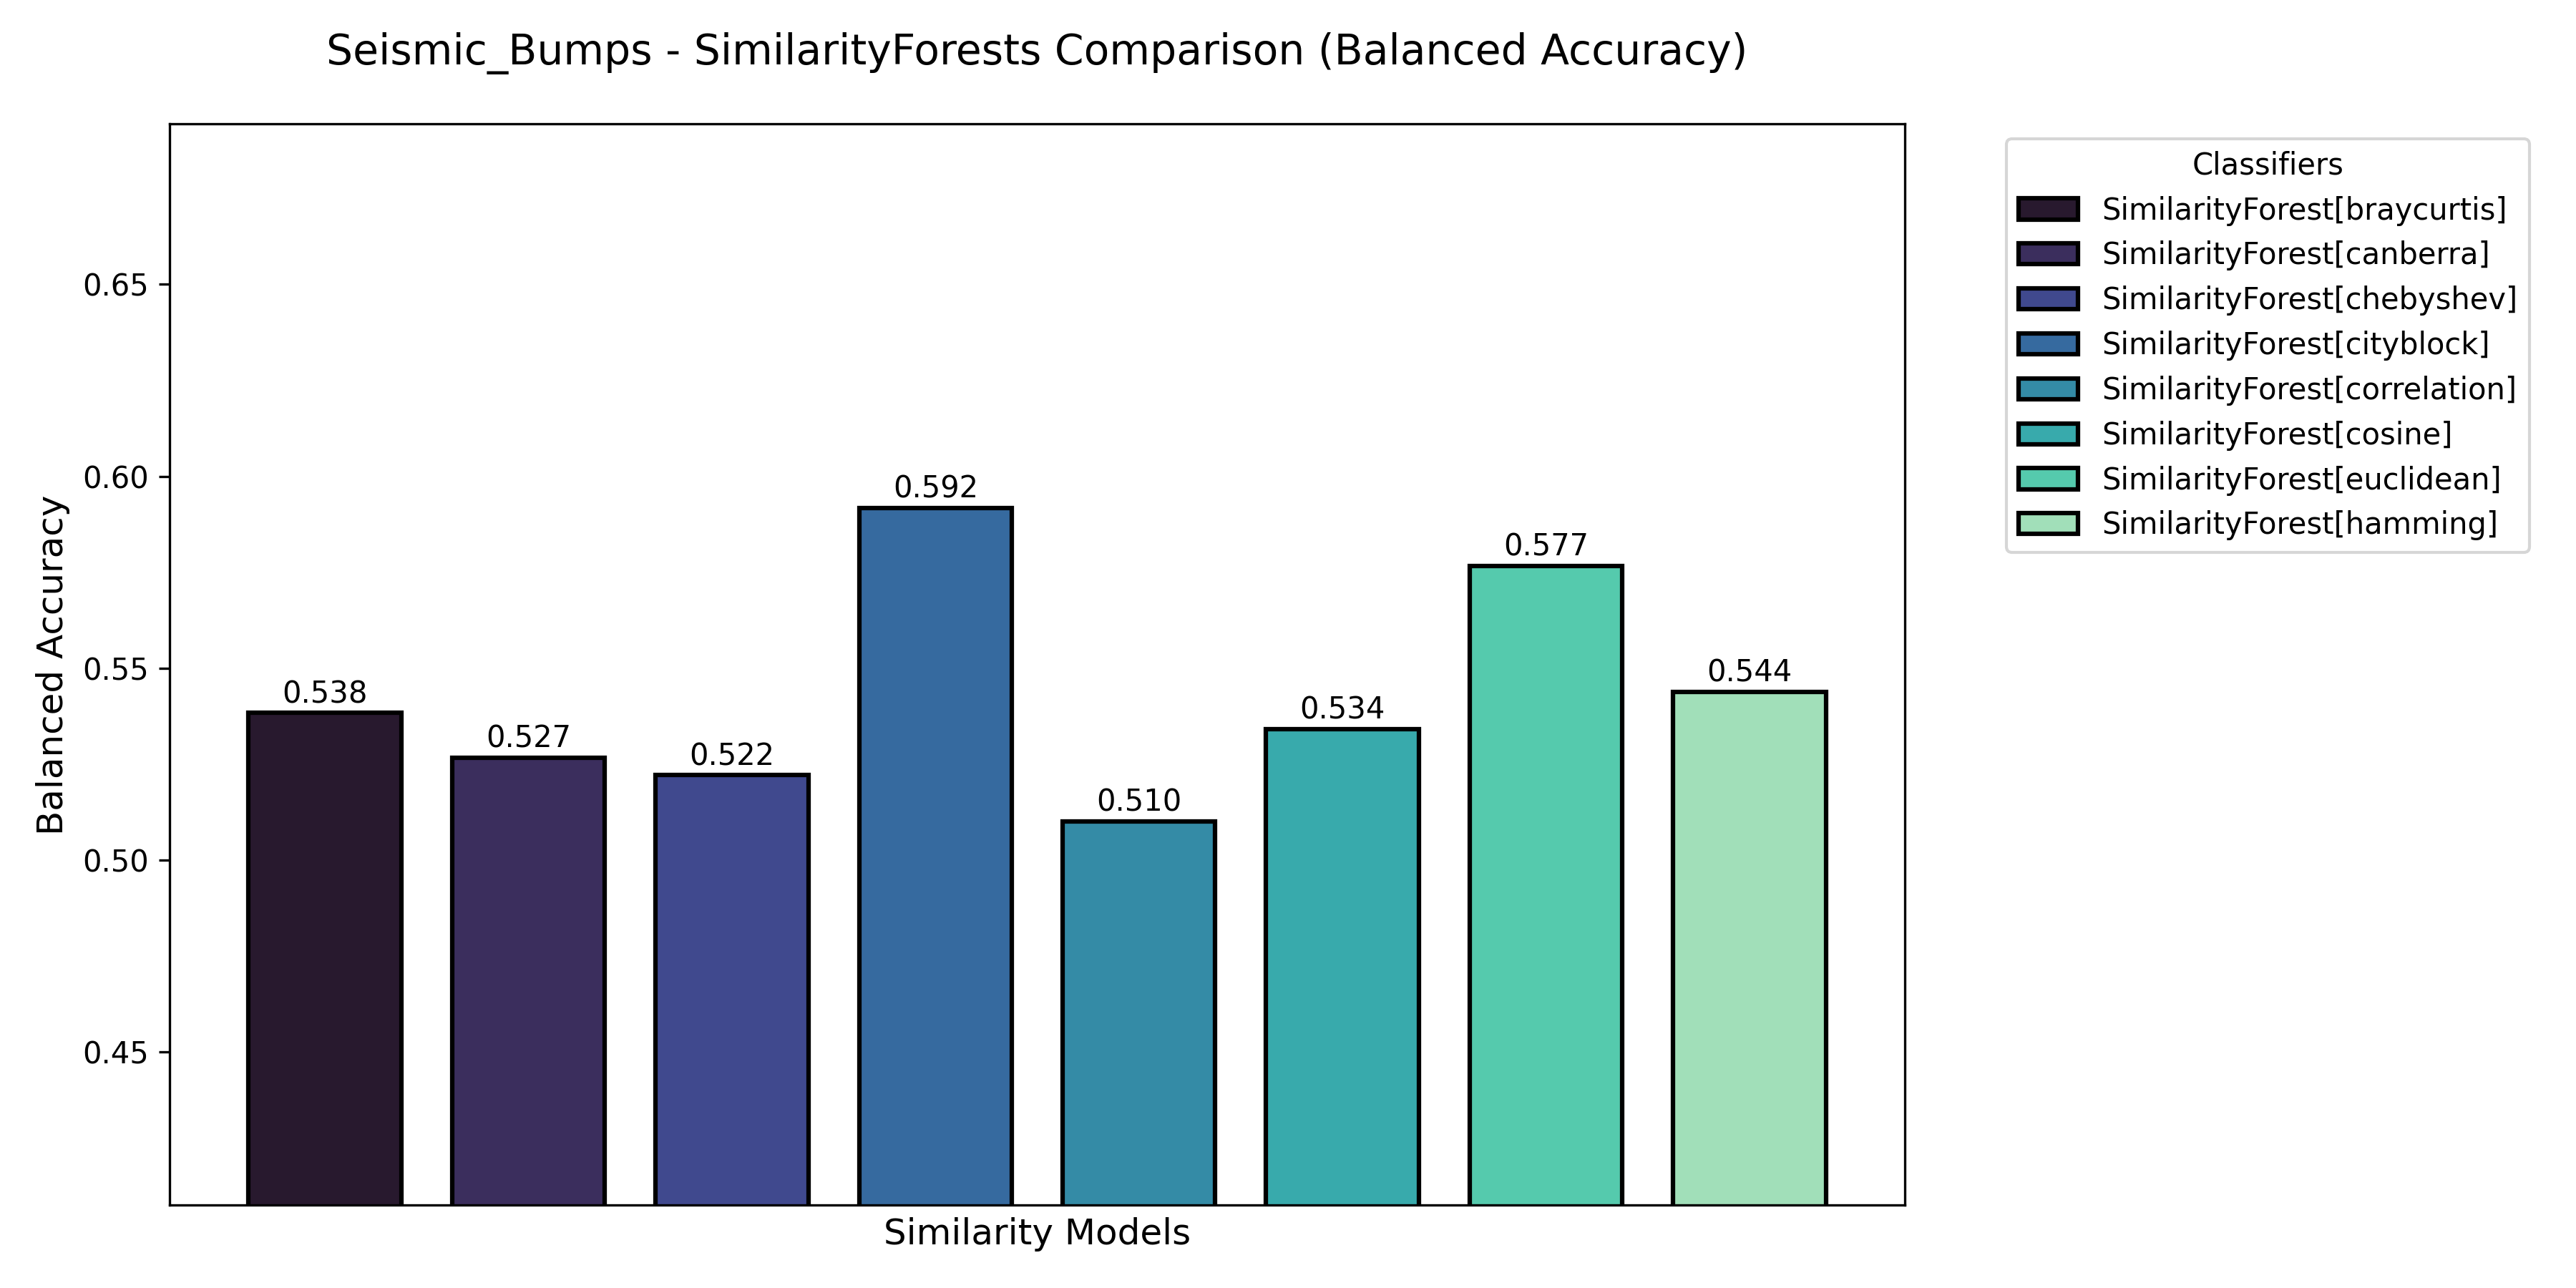 Seismic_Bumps - SimilarityForests Comparison (Balanced Accuracy)
Balanced Accuracy
0.65
0.60
0.55
0.50
0.45
0.538
0.527
0.522
0.592
0.510
0.534
0.577
0.544
Similarity Models
Classifiers
SimilarityForest[braycurtis]
SimilarityForest[canberra]
SimilarityForest[chebyshev]
SimilarityForest[cityblock]
SimilarityForest[correlation]
SimilarityForest[cosine]
SimilarityForest[euclidean]
SimilarityForest[hamming]